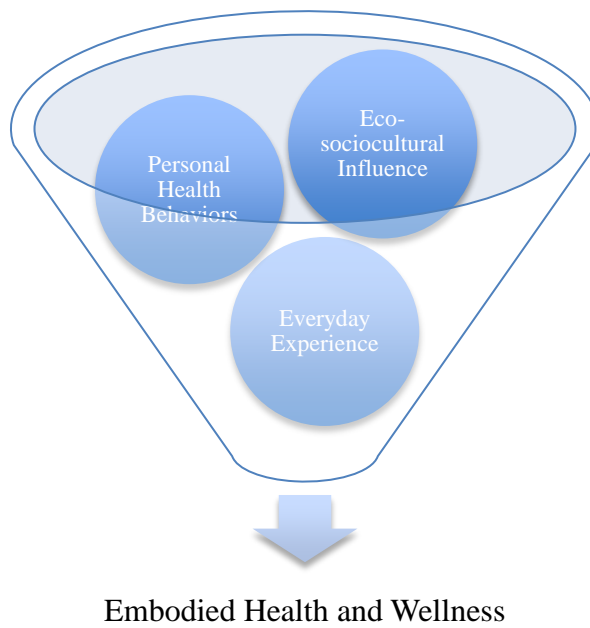 Eco-
sociocultural
Influence
Personal
Health
Behaviors
Everyday
Experience
Embodied Health and Wellness